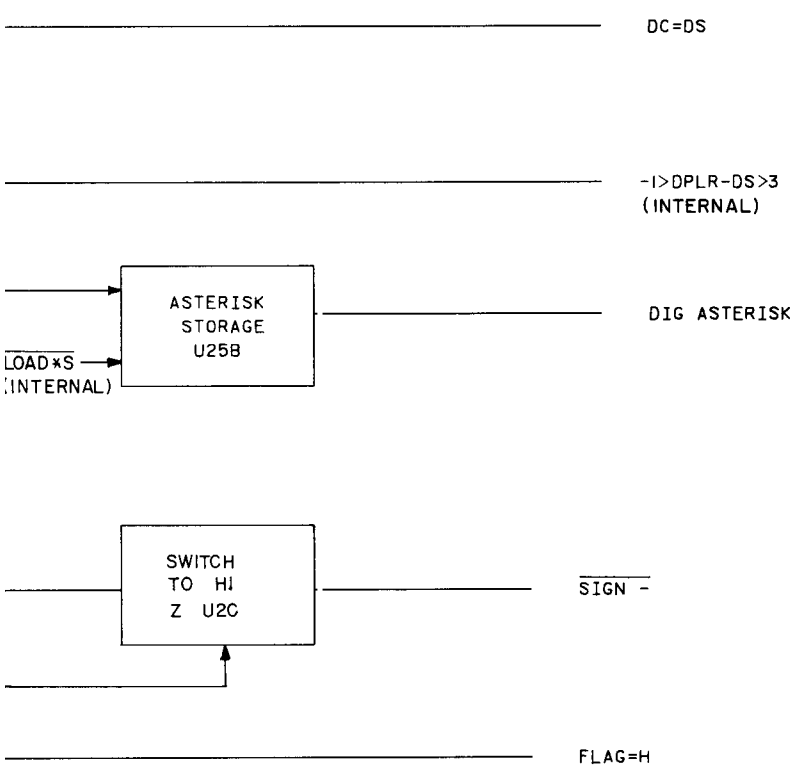 DC=DS
-1>DPLR-DS>3
(INTERNAL)
ASTERISK
STORAGE
U25B
DIG ASTERISK
LOAD*S
(INTERNAL)
SWITCH
TO HI
Z U2C
SIGN -
FLAG=H